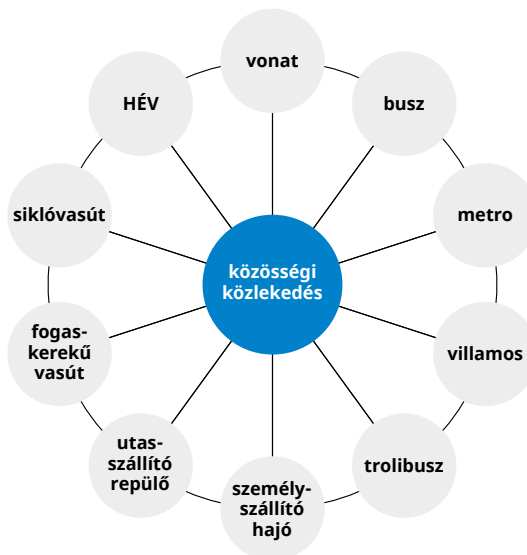 vonat
busz
metro
villamos
trolibusz
személy-
szállító
hajó
utas-
szállító
repülő
fogas-
kerekű
vasút
siklóvasút
HÉV
közösségi
közlekedés